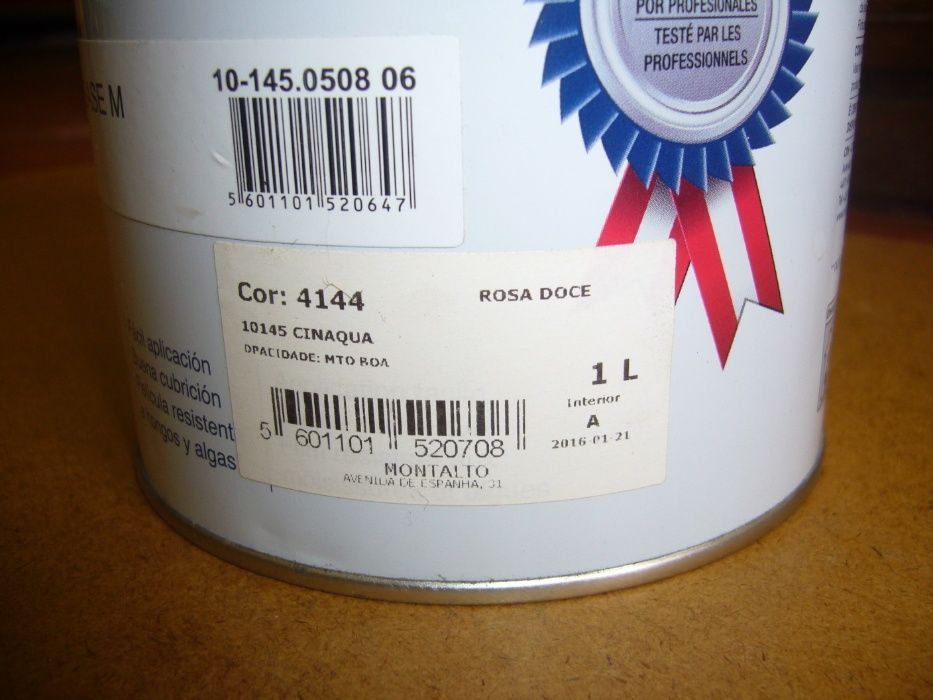 POR PROFESIONALES
TESTÉ PAR LES
PROFESSIONNELS
SE M
10-145.0508 06
5 601101 520647
Cor: 4144
ROSA DOCE
10145 CINAQUA
OPACIDADE: MTO BOA
1 L
Interior
A
2016-01-21
5 601101 520708
MONTALTO
AVENIDA DE ESPANHA, 31
aplicación
cubrición
resistent
y algas